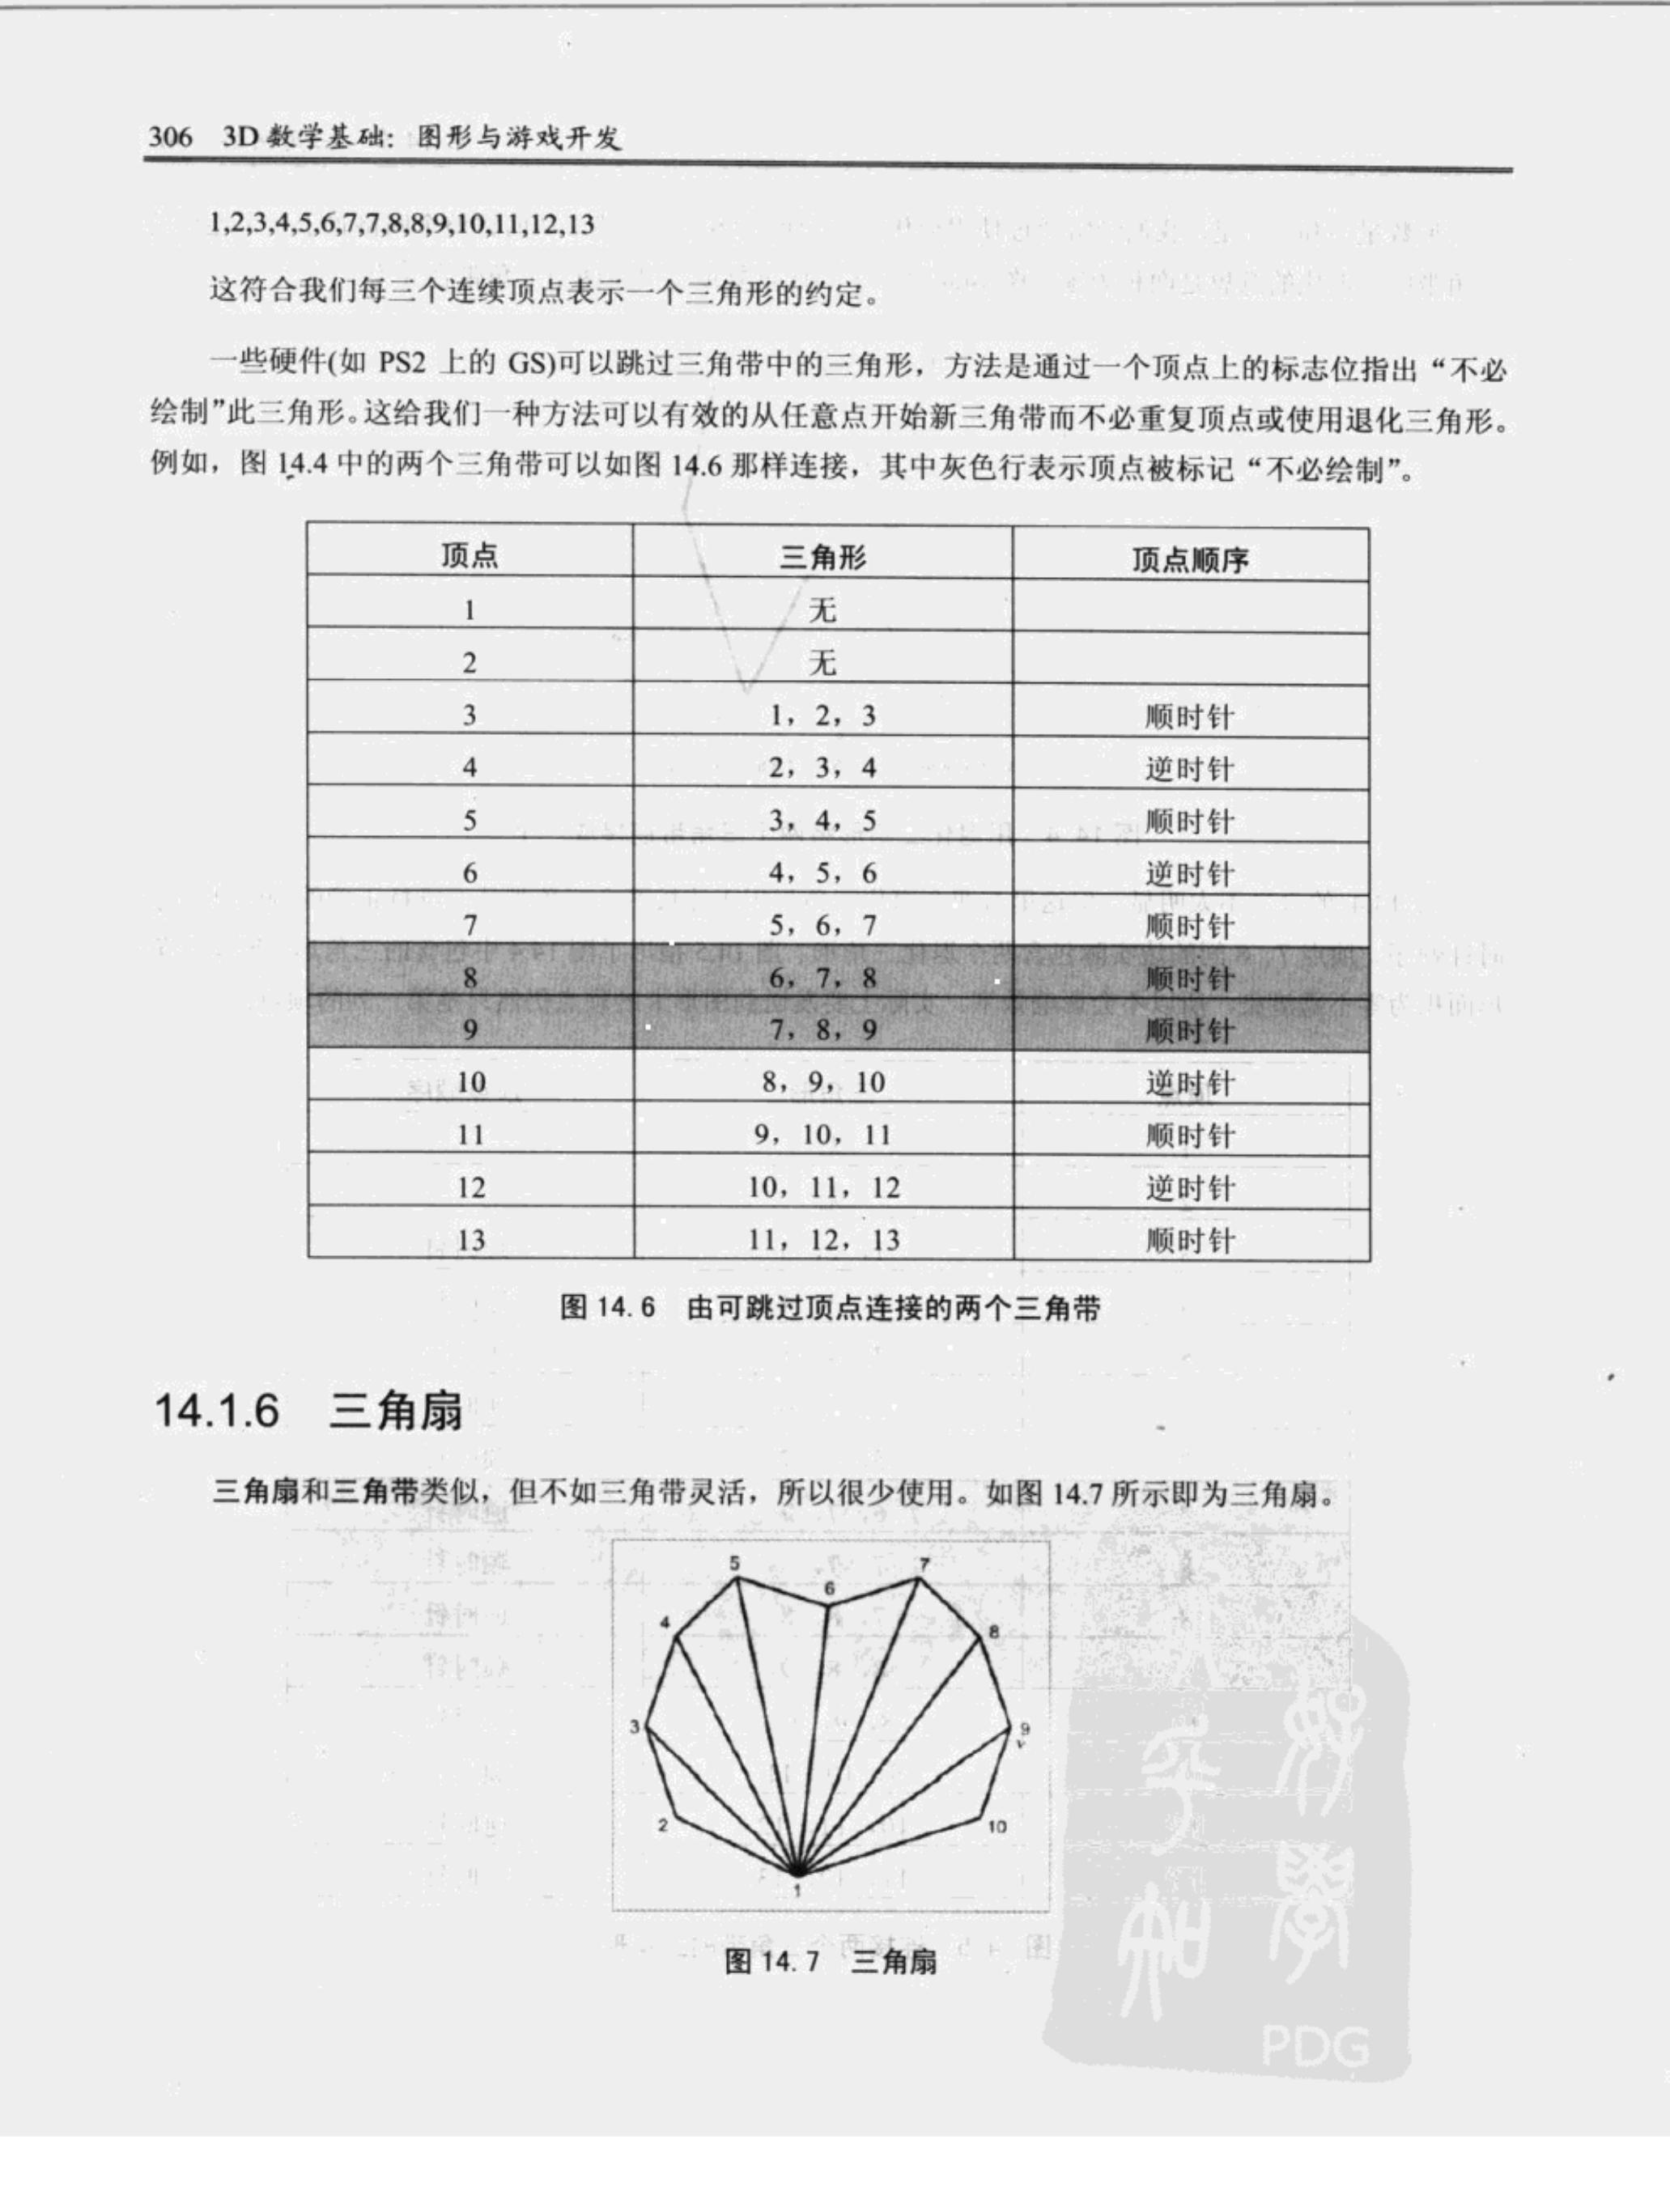 306 3D 数学基础：图形与游戏开发
1,2,3,4,5,6,7,7,8,8,9,10,11,12,13
这符合我们每三个连续顶点表示一个三角形的约定。
一些硬件(如 PS2 上的 GS)可以跳过三角带中的三角形，方法是通过一个顶点上的标志位指出“不必
绘制”此三角形。这给我们一种方法可以有效的从任意点开始新三角带而不必重复顶点或使用退化三角形。
例如，图 14.4 中的两个三角带可以如图 14.6 那样连接，其中灰色行表示顶点被标记“不必绘制”。
顶点 三角形 顶点顺序
1 无
2 无
3 1，2，3 顺时针
4 2，3，4 逆时针
5 3，4，5 顺时针
6 4，5，6 逆时针
7 5，6，7 顺时针
8 6，7，8 顺时针
9 7，8，9 顺时针
10 8，9，10 逆时针
11 9，10，11 顺时针
12 10，11，12 逆时针
13 11，12，13 顺时针
图 14.6 由可跳过顶点连接的两个三角带
14.1.6 三角扇
三角扇和三角带类似，但不如三角带灵活，所以很少使用。如图 14.7 所示即为三角扇。
5
7
6
4
8
3
9
2
10
1
图 14.7 三角扇
PDG